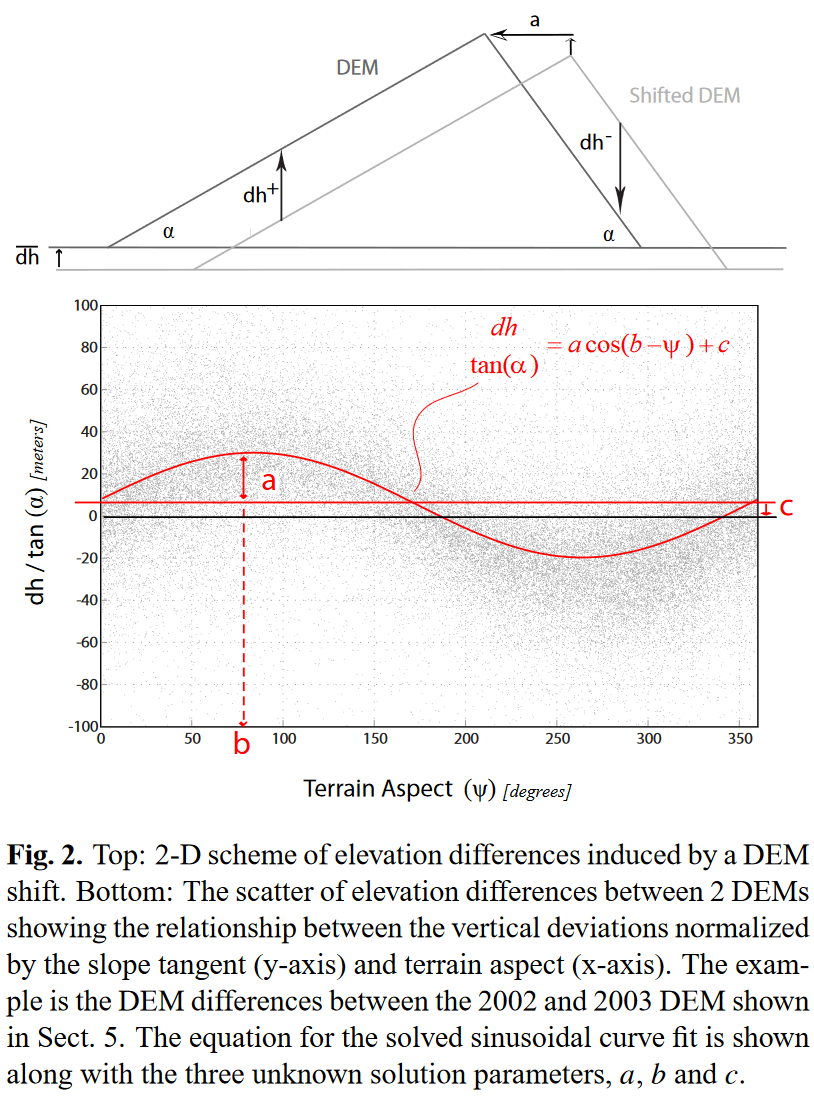 a
DEM
Shifted DEM
dh⁻
dh⁺
α
α
dh
100
80
60
40
20
0
-20
-40
-60
-80
-100
dh / tan (α) [meters]
dh
tan(α)
= a cos(b – ψ) + c
a
c
b
0
50
100
150
200
250
300
350
Terrain Aspect (ψ) [degrees]
Fig. 2. Top: 2-D scheme of elevation differences induced by a DEM
shift. Bottom: The scatter of elevation differences between 2 DEMs
showing the relationship between the vertical deviations normalized
by the slope tangent (y-axis) and terrain aspect (x-axis). The exam-
ple is the DEM differences between the 2002 and 2003 DEM shown
in Sect. 5. The equation for the solved sinusoidal curve fit is shown
along with the three unknown solution parameters, a, b and c.